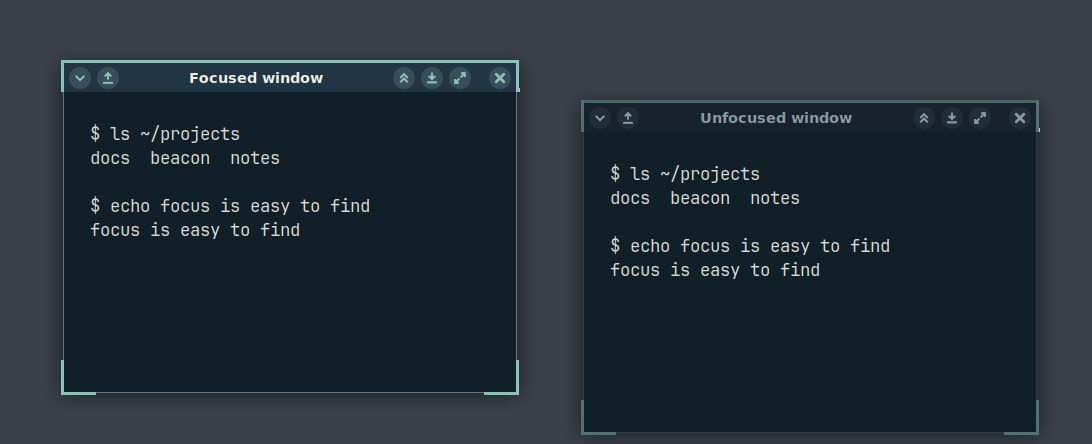 Focused window
$ ls ~/projects
docs  beacon  notes
$ echo focus is easy to find
focus is easy to find
Unfocused window
$ ls ~/projects
docs  beacon  notes
$ echo focus is easy to find
focus is easy to find